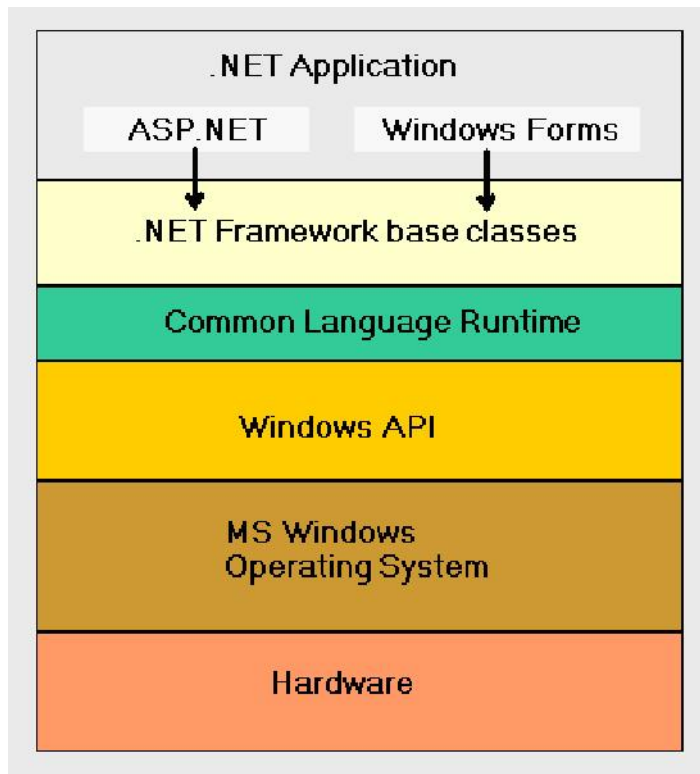 .NET Application
ASP.NET
Windows Forms
.NET Framework base classes
Common Language Runtime
Windows API
MS Windows
Operating System
Hardware